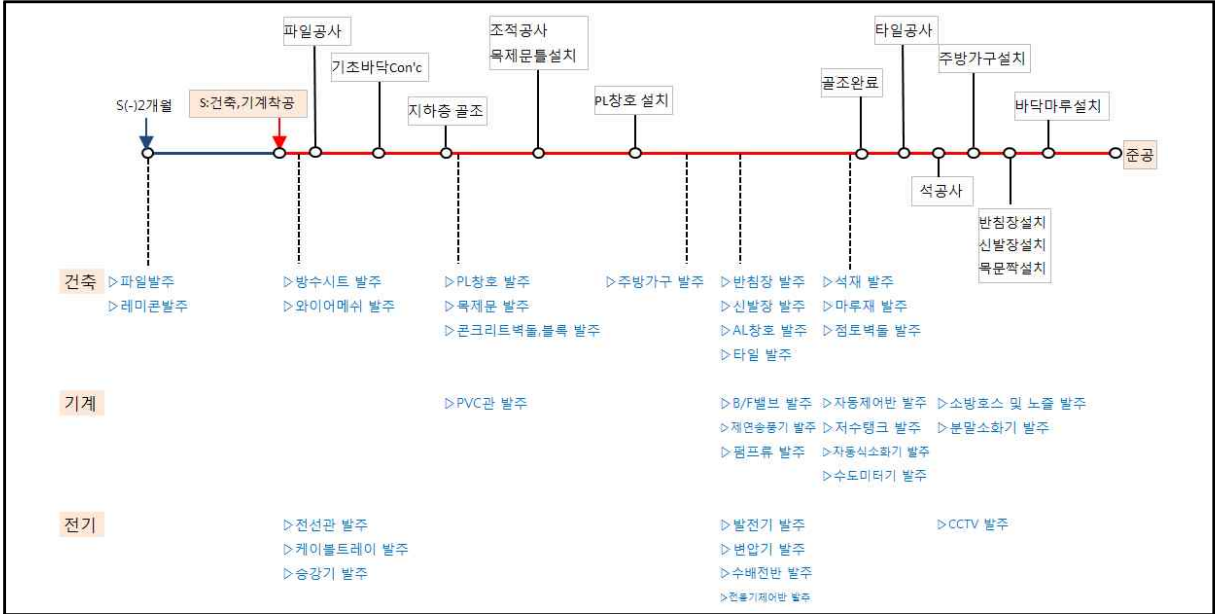 파일공사
조적공사
목제문틀설치
타일공사
기초바닥Con'c
주방가구설치
S(-)2개월
S:건축,기계착공
지하층 골조
PL창호 설치
골조완료
바닥마루설치
준공
석공사
반침장설치
신발장설치
목문짝설치
건축
▷파일발주
▷레미콘발주
▷방수시트 발주
▷와이어메쉬 발주
▷PL창호 발주
▷목제문 발주
▷콘크리트벽돌,블록 발주
▷주방가구 발주
▷반침장 발주
▷신발장 발주
▷AL창호 발주
▷타일 발주
▷석재 발주
▷마루재 발주
▷점토벽돌 발주
기계
▷PVC관 발주
▷B/F밸브 발주
▷제연송풍기 발주
▷펌프류 발주
▷자동제어반 발주
▷저수탱크 발주
▷자동식소화기 발주
▷수도미터기 발주
▷소방호스 및 노즐 발주
▷분말소화기 발주
전기
▷전선관 발주
▷케이블트레이 발주
▷승강기 발주
▷발전기 발주
▷변압기 발주
▷수배전반 발주
▷전동기제어반 발주
▷CCTV 발주